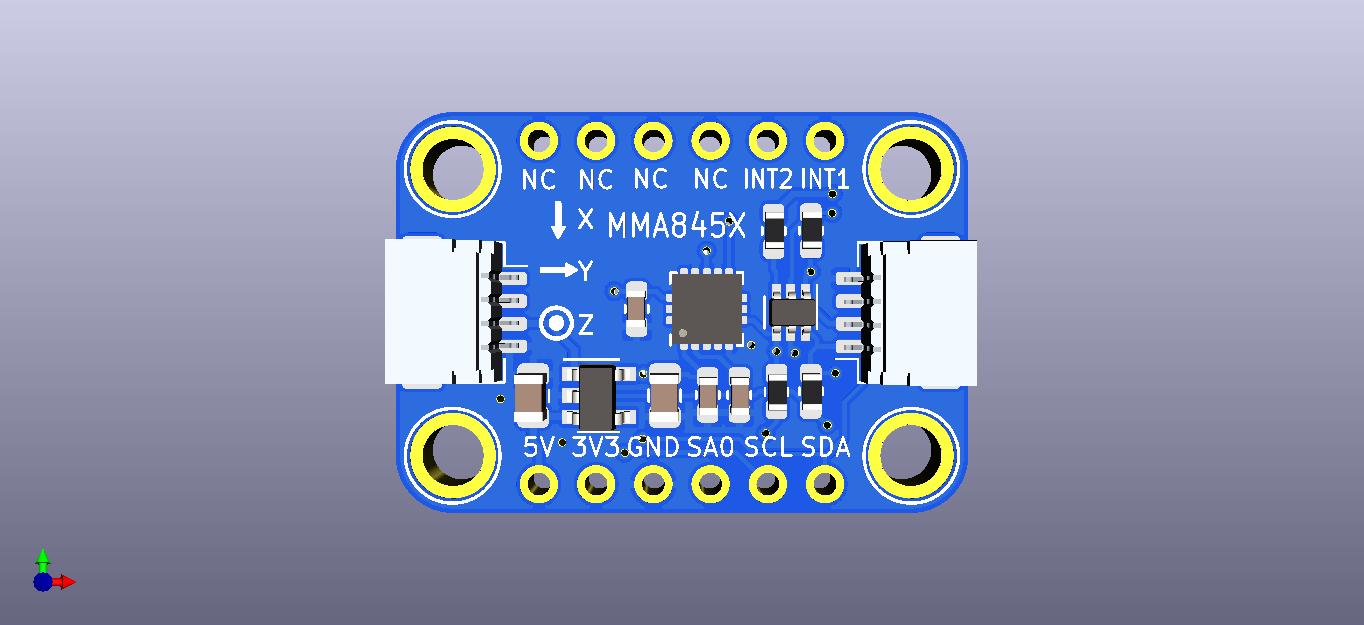 NC NC NC NC INT2 INT1
X MMA845X
Y
Z
5V 3V3 GND SA0 SCL SDA